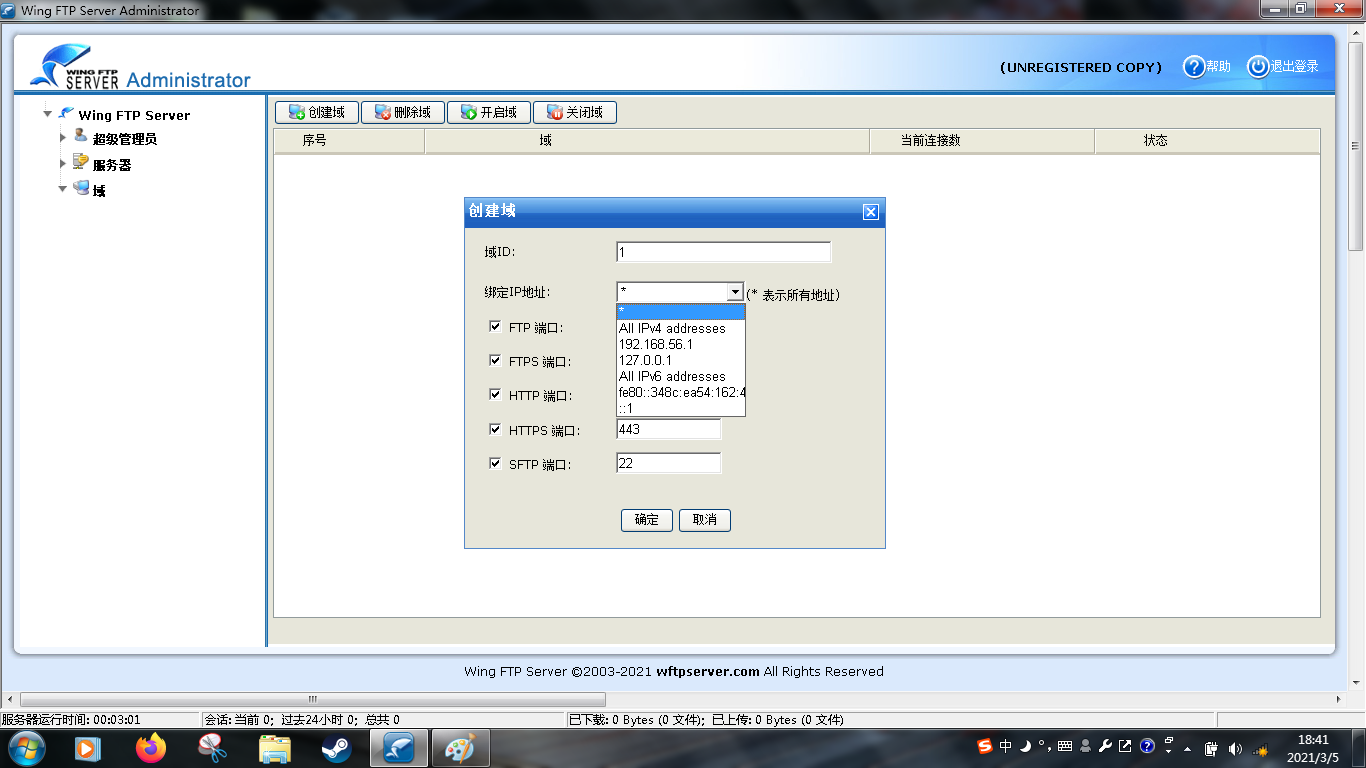 Wing FTP Server Administrator
WING FTP SERVER Administrator
(UNREGISTERED COPY) 帮助 退出登录
Wing FTP Server
超级管理员
服务器
域
创建域 删除域 开启域 关闭域
序号 域 当前连接数 状态
创建域
域ID: 1
绑定IP地址: * (* 表示所有地址)
*
FTP 端口: All IPv4 addresses
192.168.56.1
FTPS 端口: 127.0.0.1
All IPv6 addresses
HTTP 端口: fe80::348c:ea54:162:4
::1
HTTPS 端口: 443
SFTP 端口: 22
确定 取消
Wing FTP Server ©2003-2021 wftpserver.com All Rights Reserved
服务器运行时间: 00:03:01 会话: 当前 0; 过去24小时 0; 总共 0 已下载: 0 Bytes (0 文件); 已上传: 0 Bytes (0 文件)
中 18:41
2021/3/5